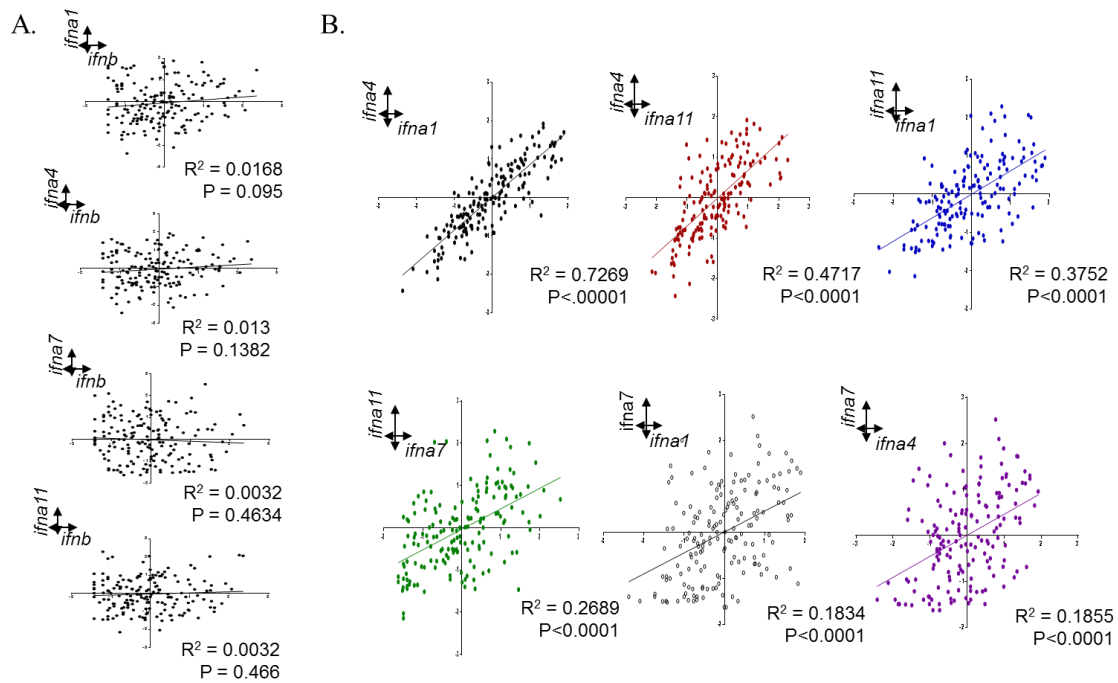 A.
ifna1
ifnb
R² = 0.0168
P = 0.095
ifna4
ifnb
R² = 0.013
P = 0.1382
ifna7
ifnb
R² = 0.0032
P = 0.4634
ifna11
ifnb
R² = 0.0032
P = 0.466
B.
ifna4
ifna1
R² = 0.7269
P<.00001
ifna4
ifna11
R² = 0.4717
P<0.0001
ifna11
ifna1
R² = 0.3752
P<0.0001
ifna11
ifna7
R² = 0.2689
P<0.0001
ifna7
ifna1
R² = 0.1834
P<0.0001
ifna7
ifna4
R² = 0.1855
P<0.0001